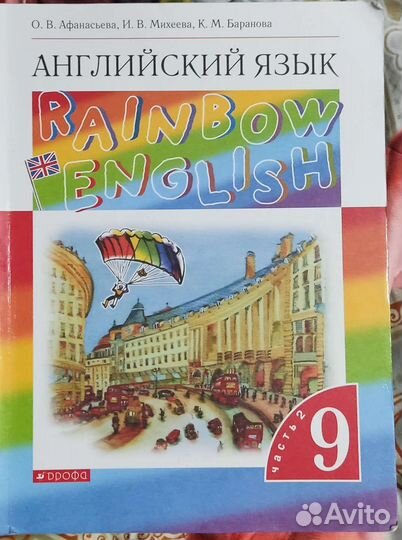 О. В. Афанасьева, И. В. Михеева, К. М. Баранова
АНГЛИЙСКИЙ ЯЗЫК
RAINBOW
ENGLISH
часть 2
9
дрофа
Avito